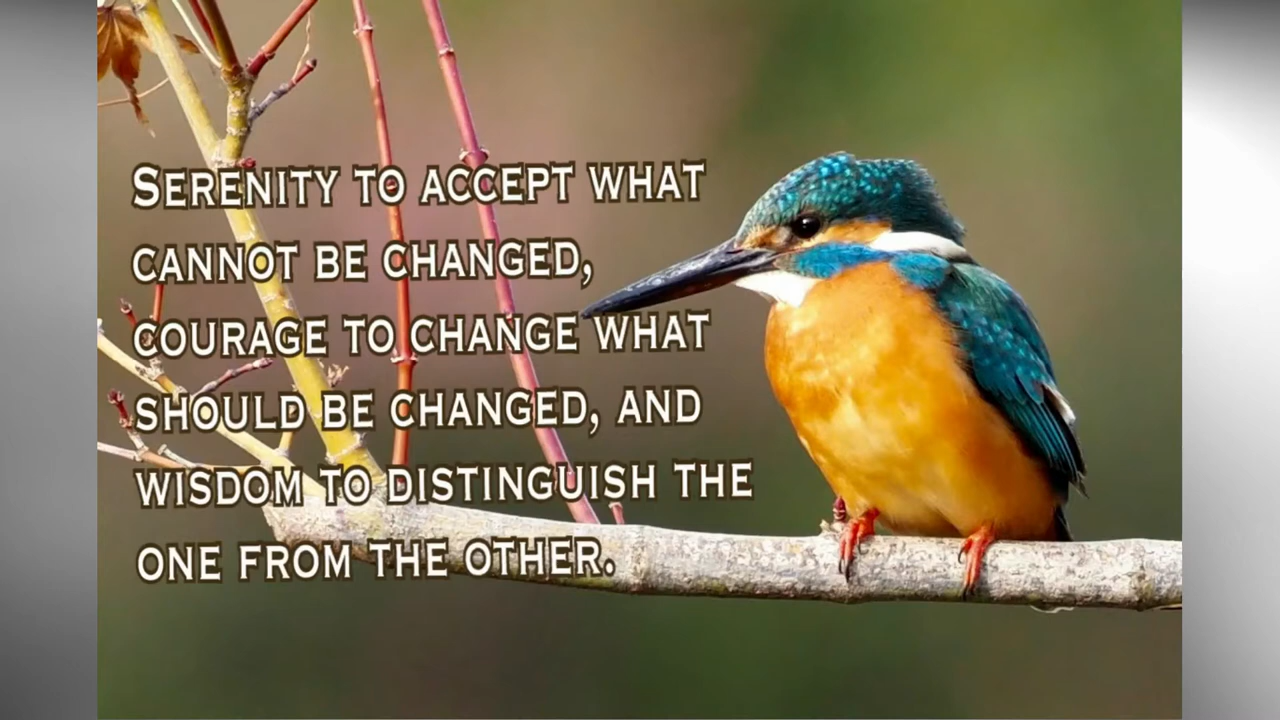 Serenity to accept what
cannot be changed,
courage to change what
should be changed, and
wisdom to distinguish the
one from the other.